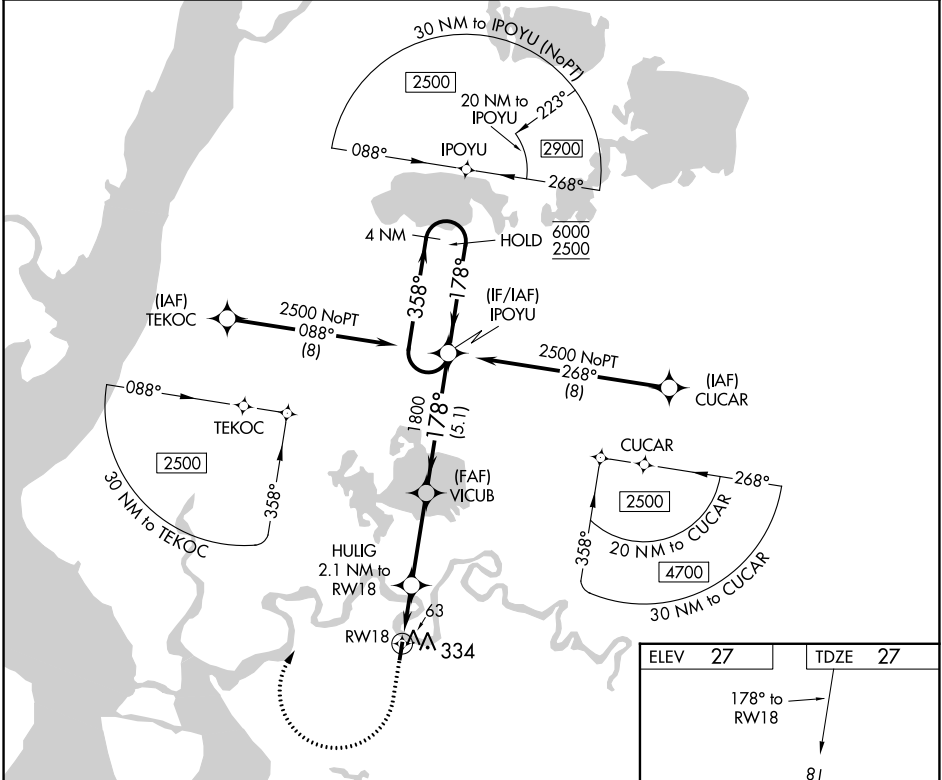 30 NM to IPOYU (NoPT)
2500
20 NM to
IPOYU
223°
2900
088°
IPOYU
268°
4 NM
HOLD
6000
2500
358°
178°
(IAF)
TEKOC
2500 NoPT
088°
(8)
(IF/IAF)
IPOYU
2500 NoPT
268°
(8)
(IAF)
CUCAR
088°
TEKOC
2500
358°
30 NM to TEKOC
1800
178°
(5.1)
CUCAR
268°
2500
20 NM to CUCAR
358°
4700
30 NM to CUCAR
(FAF)
VICUB
HULIG
2.1 NM to
RW18
63
RW18
334
ELEV 27
TDZE 27
178° to
RW18
81